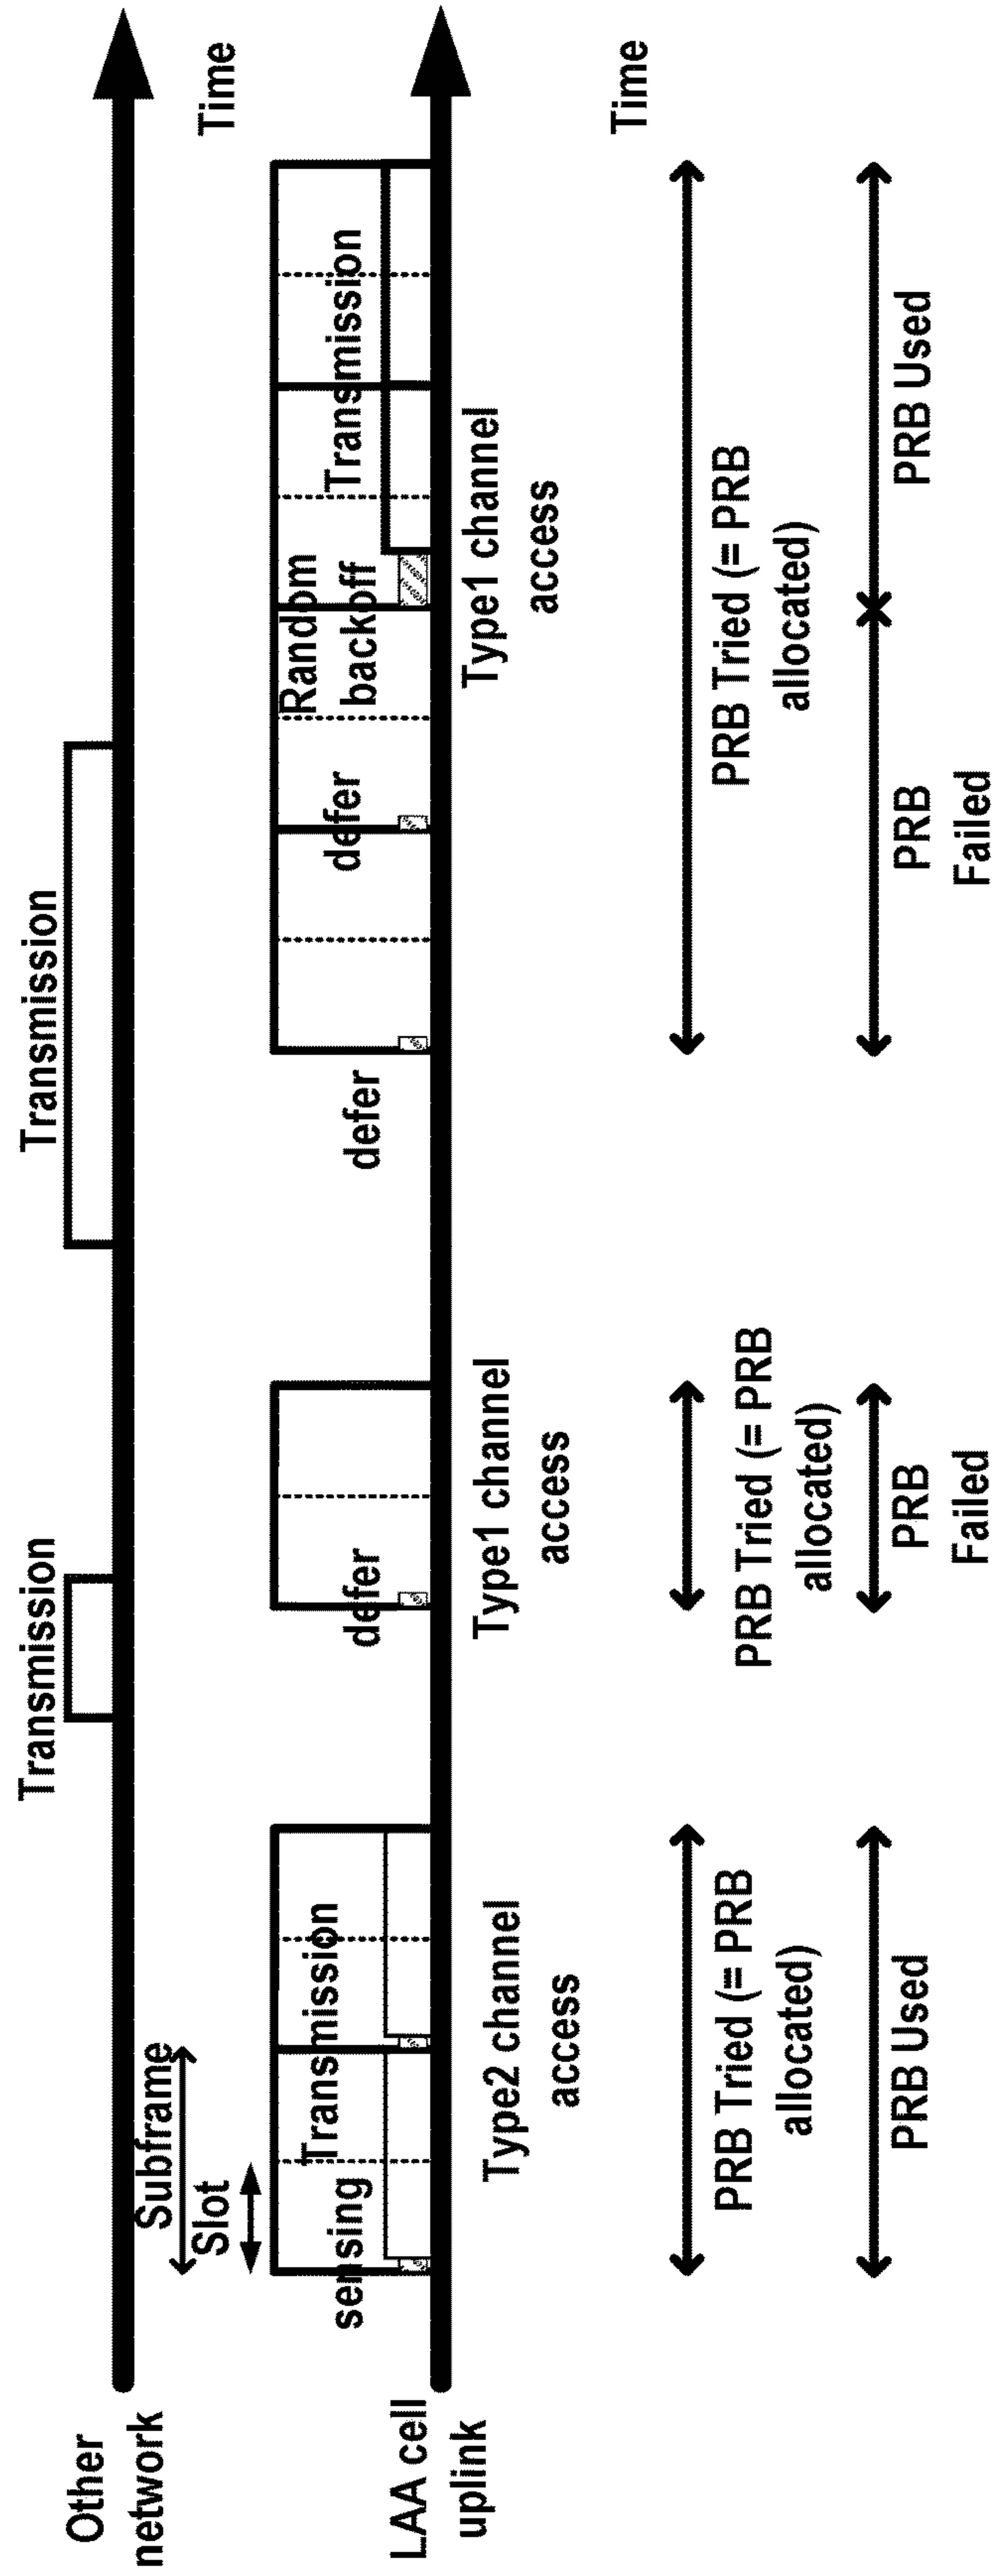 Transmission
Transmission
Other
network
Time
Subframe
Slot
sensing
Transmission
defer
defer
defer
Random
backoff
Transmission
LAA cell
uplink
Type2 channel
access
Type1 channel
access
Type1 channel
access
Time
PRB Tried (= PRB
allocated)
PRB Tried (= PRB
allocated)
PRB Tried (= PRB
allocated)
PRB Used
PRB
Failed
PRB
Failed
PRB Used